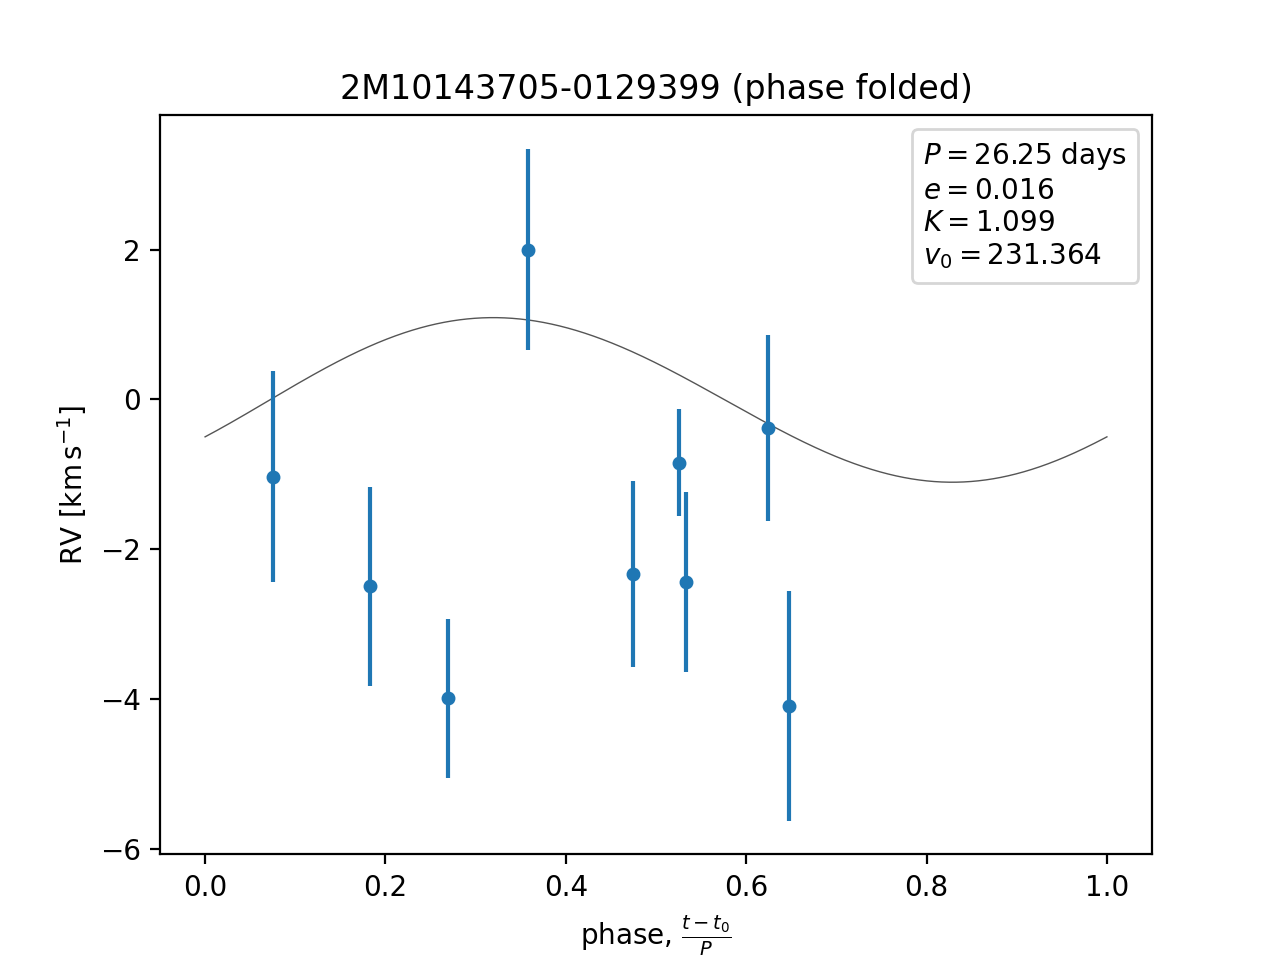 2M10143705-0129399 (phase folded)
P = 26.25 days
e = 0.016
K = 1.099
v₀ = 231.364
RV [km s⁻¹]
2
0
−2
−4
−6
0.0 0.2 0.4 0.6 0.8 1.0
phase, (t − t₀)/P